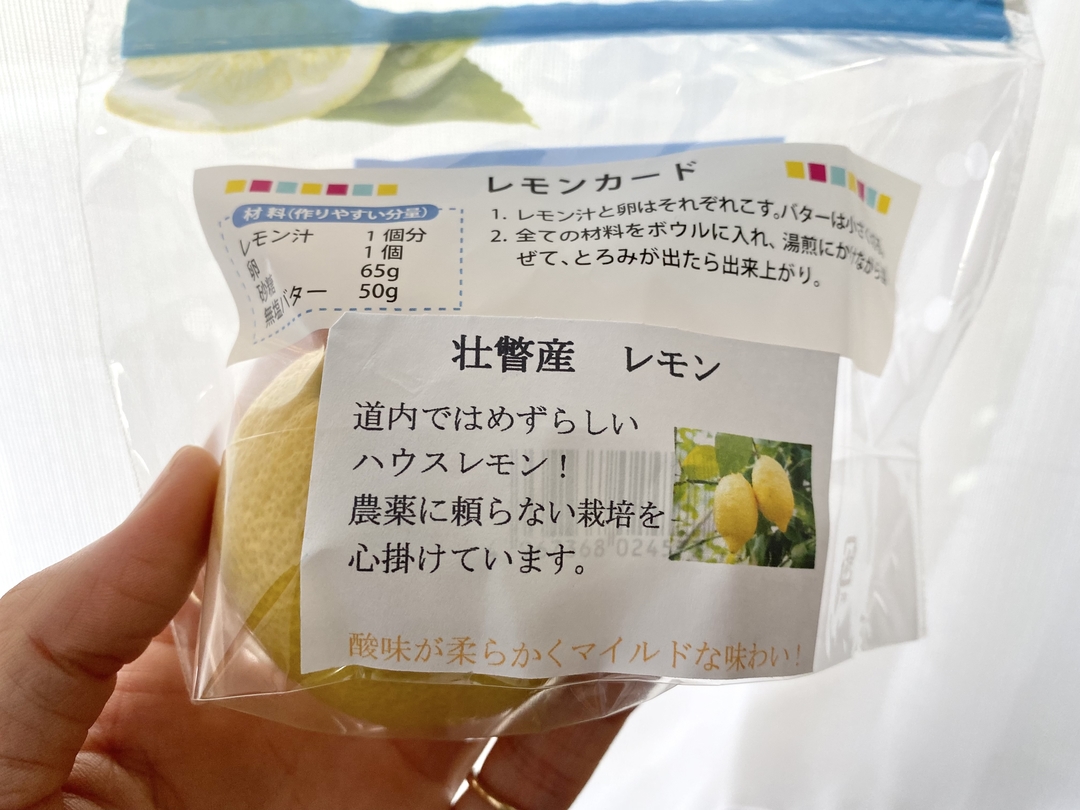 レモンカード
材料(作りやすい分量)
レモン汁 1個分
卵 1個
砂糖 65g
無塩バター 50g
1. レモン汁と卵はそれぞれこす。バターは小さく
2. 全ての材料をボウルに入れ、湯煎にかけながら
ぜて、とろみが出たら出来上がり。
壮瞥産 レモン
道内ではめずらしい
ハウスレモン!
農薬に頼らない栽培を
心掛けています。
酸味が柔らかくマイルドな味わい!